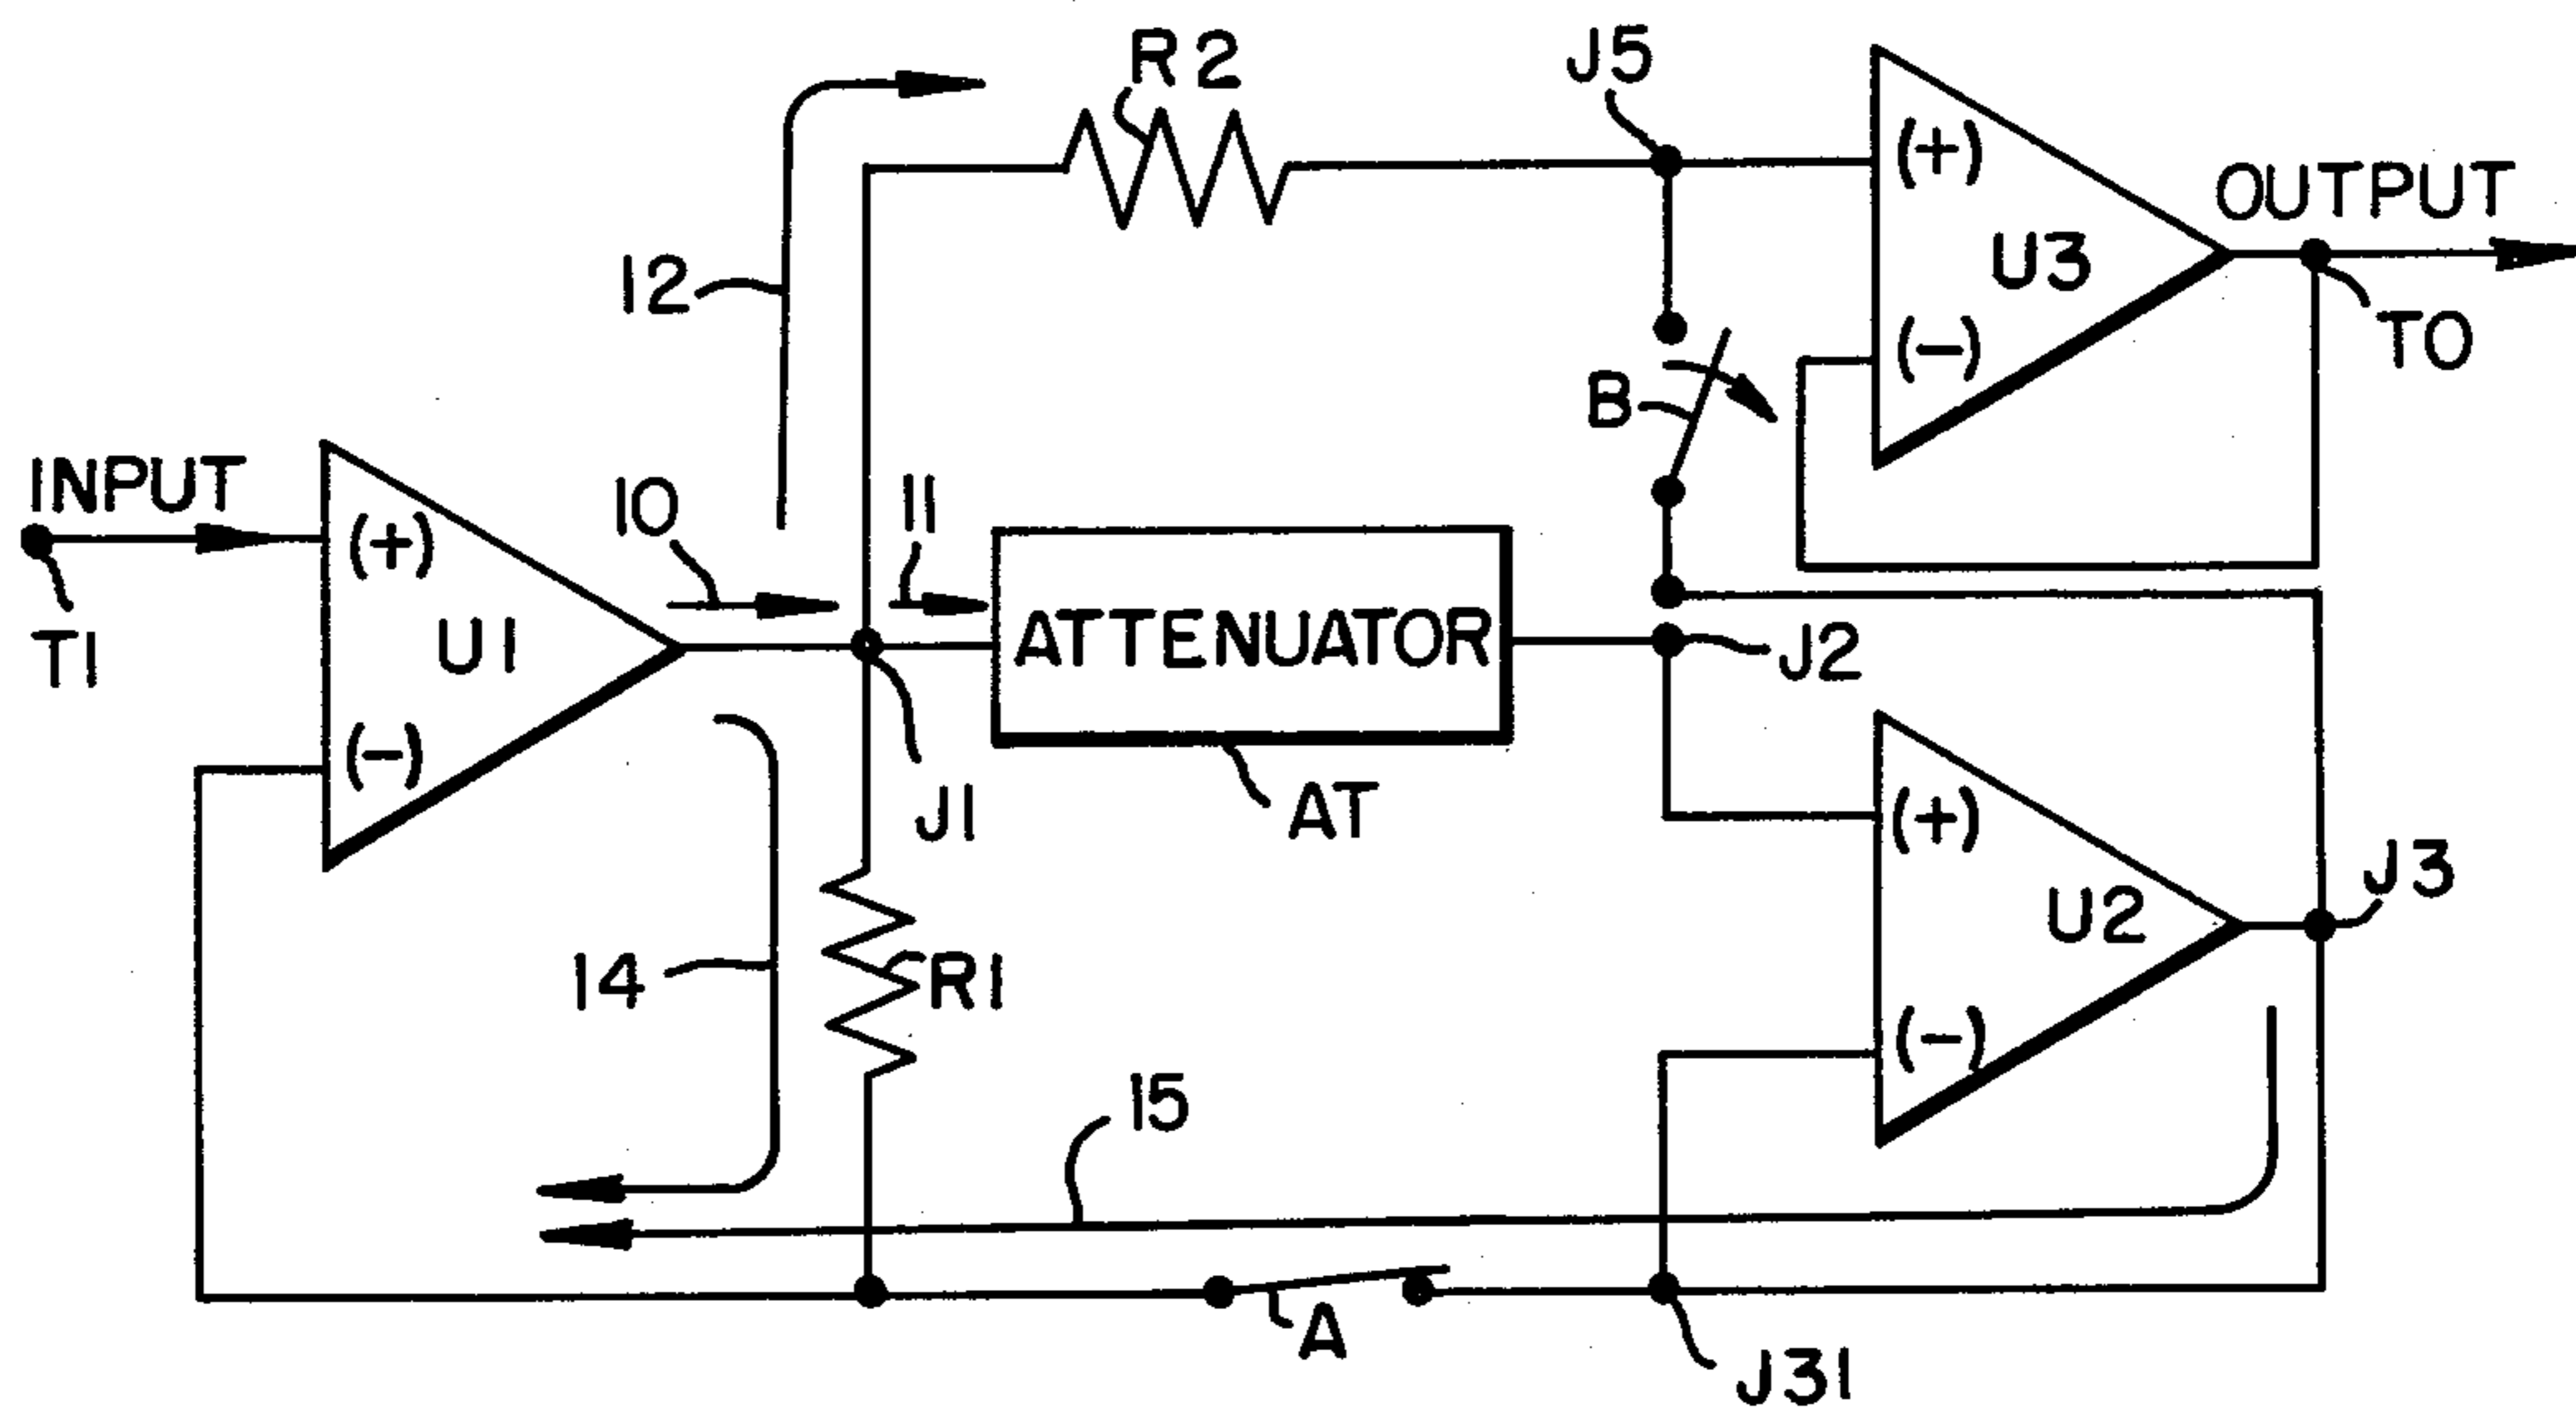 R2
J5
(+)
OUTPUT
U3
12
(-)
TO
B
INPUT
10
11
(+)
T1
U1
ATTENUATOR
J2
(-)
J1
AT
(+)
J3
U2
14
R1
(-)
15
A
J31